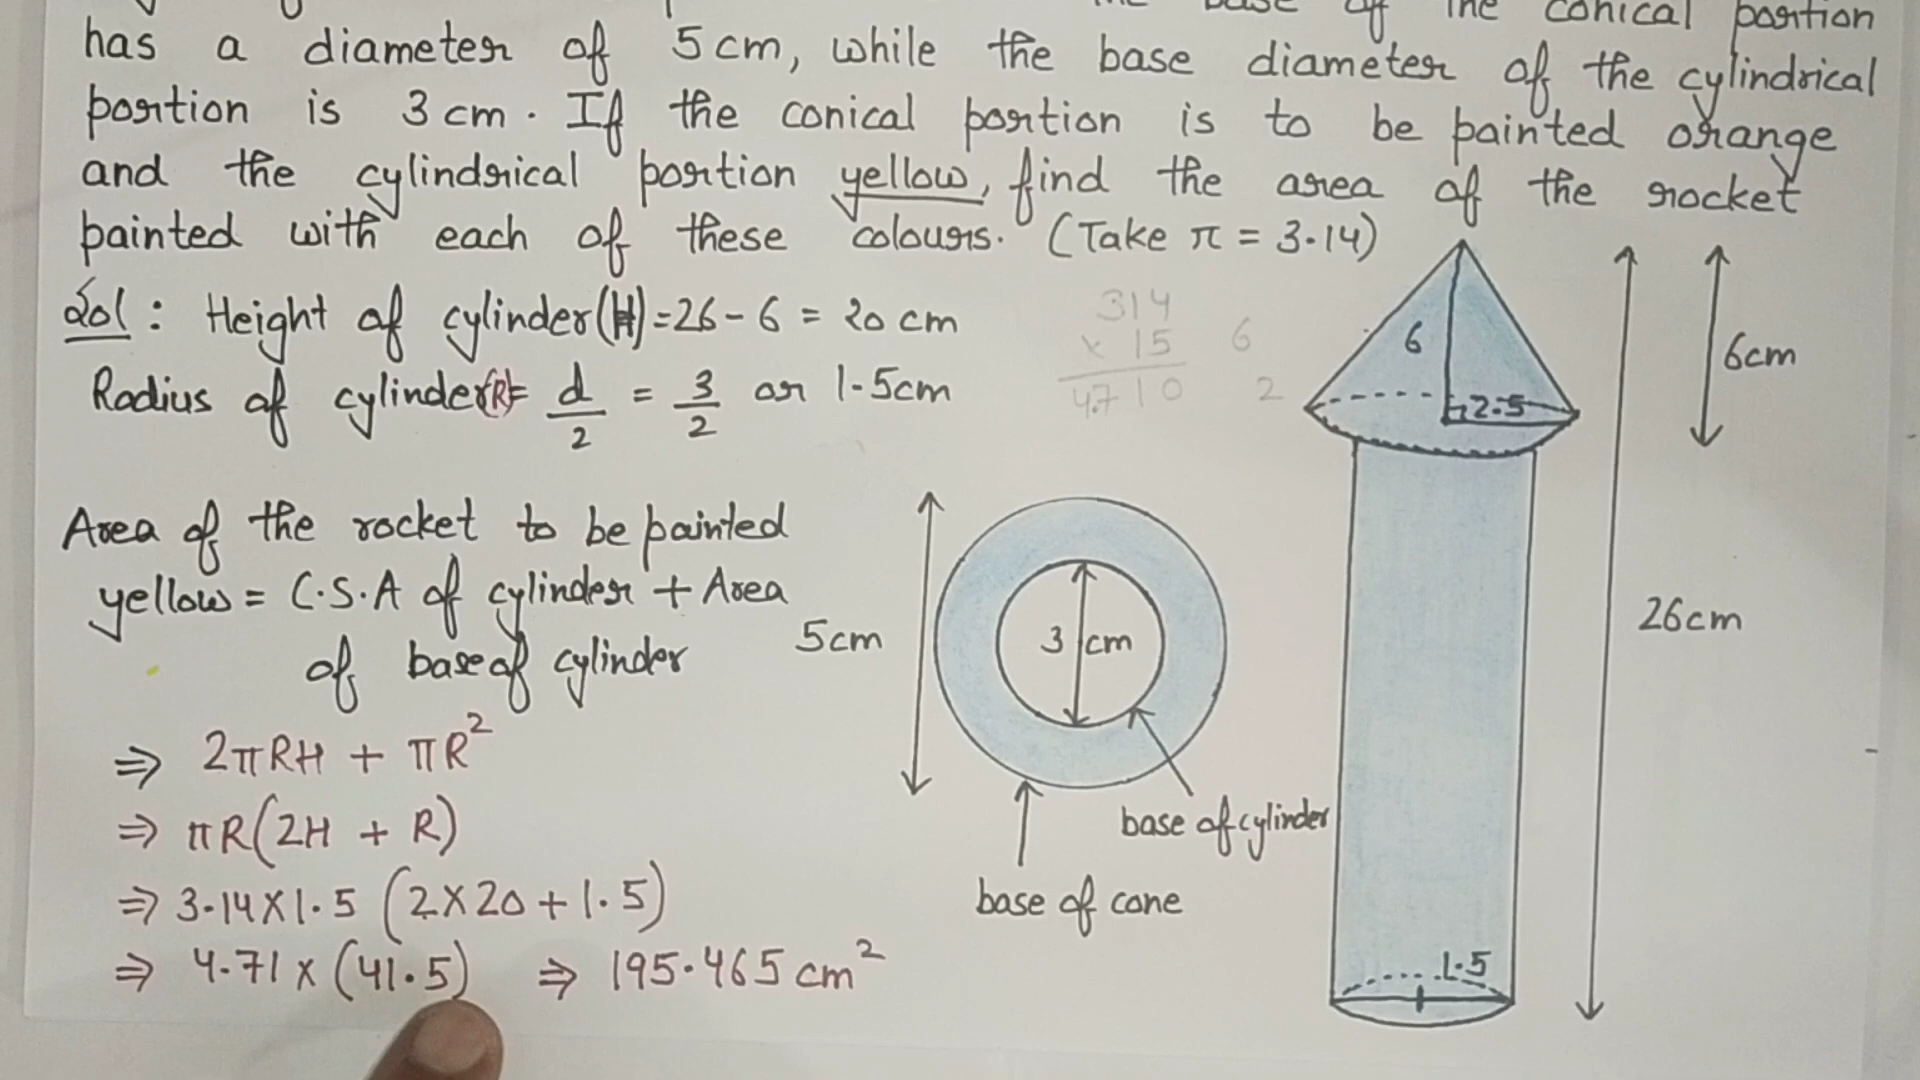 base of the conical portion
has a diameter of 5 cm, while the base diameter of the cylindrical
portion is 3 cm. If the conical portion is to be painted orange
and the cylindrical portion yellow, find the area of the rocket
painted with each of these colours. (Take π = 3.14)
Sol: Height of cylinder (H) = 26 - 6 = 20 cm
Radius of cylinder (R) = d/2 = 3/2 or 1.5cm
314
x 15
4710
6
2
Area of the rocket to be painted
yellow = C.S.A of cylinder + Area
of base of cylinder
⇒ 2πRH + πR²
⇒ πR(2H + R)
⇒ 3.14 X 1.5 (2 X 20 + 1.5)
⇒ 4.71 x (41.5) ⇒ 195.465 cm²
5cm
3 cm
base of cylinder
base of cone
6
2.5
6cm
26cm
1.5